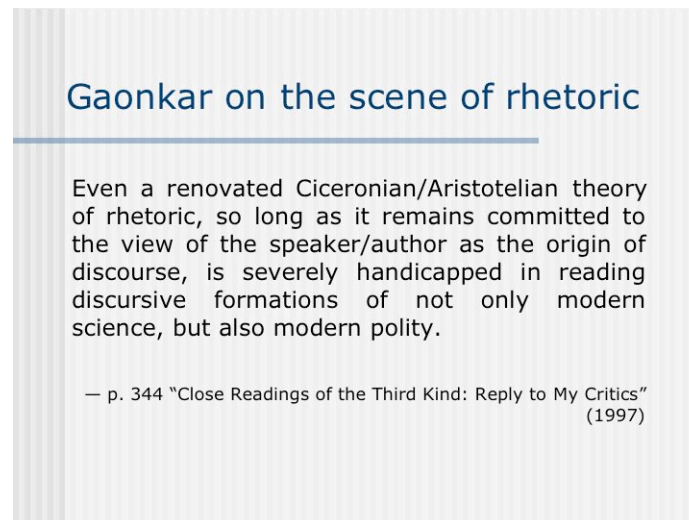 Gaonkar on the scene of rhetoric
Even a renovated Ciceronian/Aristotelian theory
of rhetoric, so long as it remains committed to
the view of the speaker/author as the origin of
discourse, is severely handicapped in reading
discursive formations of not only modern
science, but also modern polity.
— p. 344 “Close Readings of the Third Kind: Reply to My Critics”
(1997)